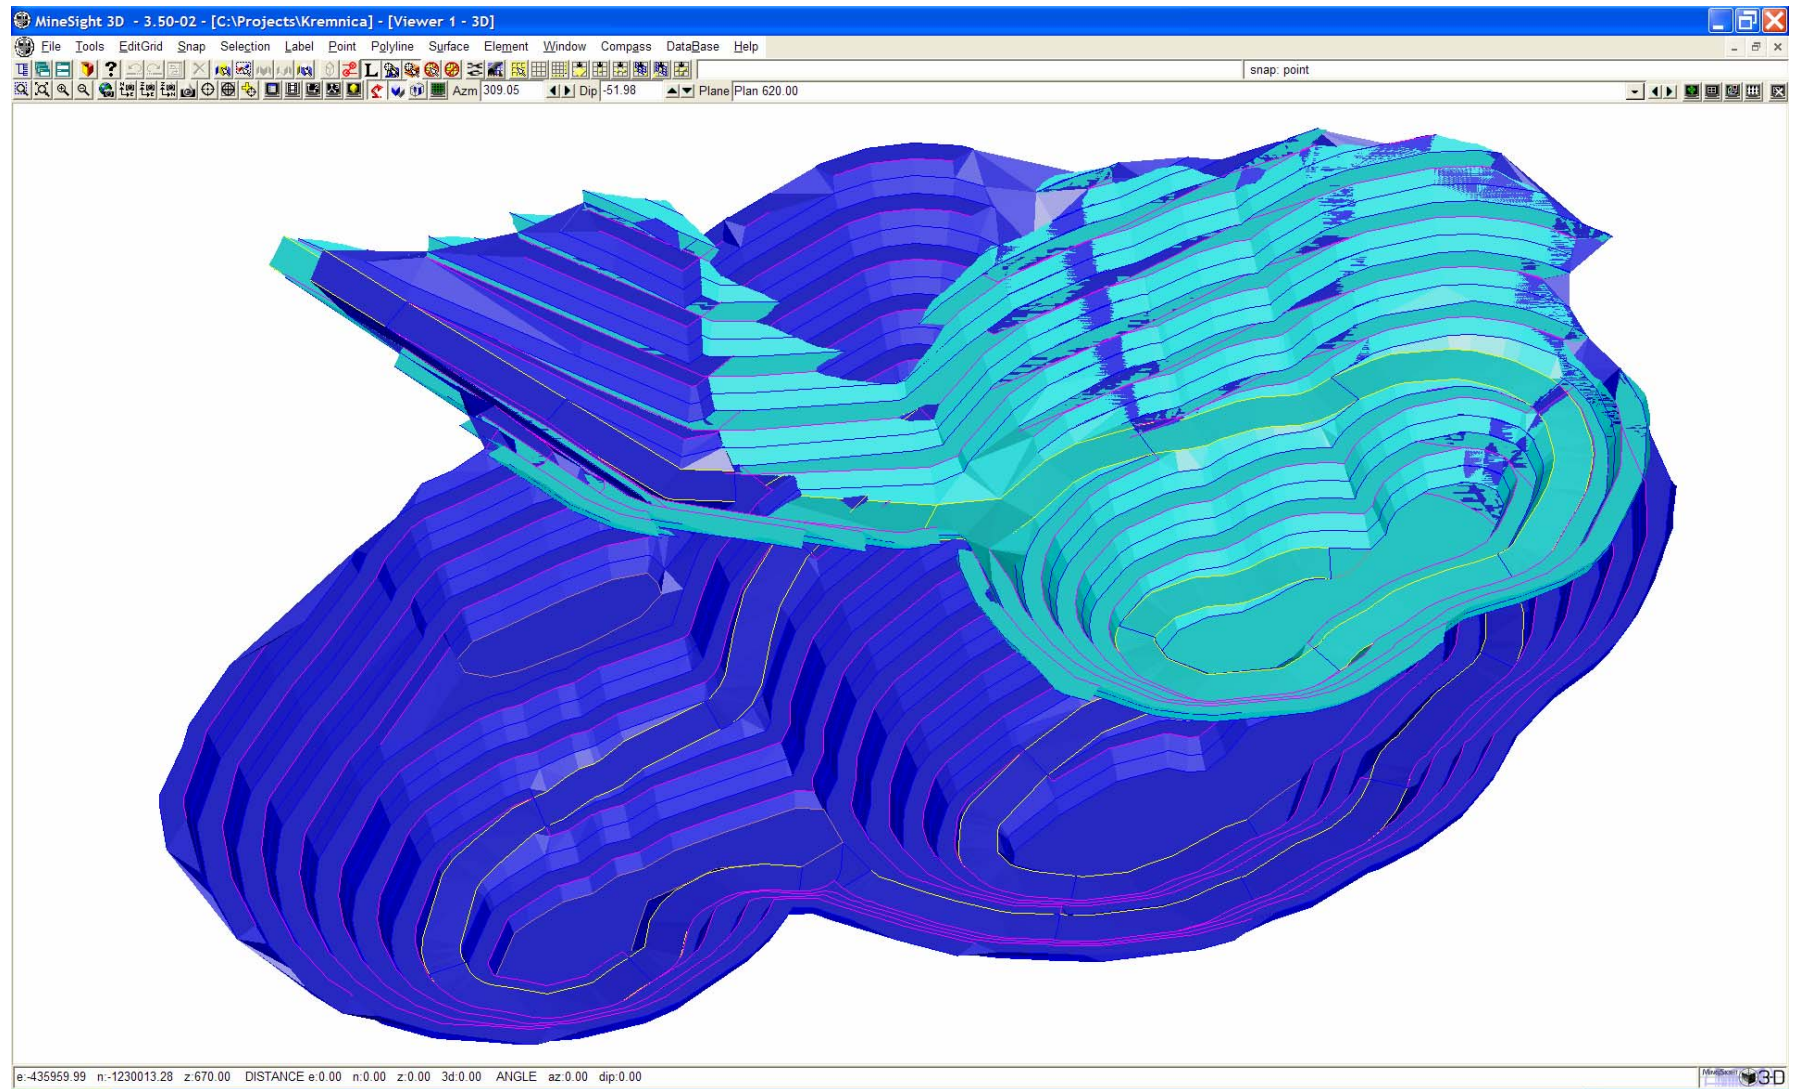 MineSight 3D - 3.50-02 - [C:\Projects\Kremnica] - [Viewer 1 - 3D]
File Tools EditGrid Snap Selection Label Point Polyline Surface Element Window Compass DataBase Help
snap: point
Azm 309.05 Dip -51.98 Plane Plan 620.00
e:-435959.99 n:-1230013.28 z:670.00 DISTANCE e:0.00 n:0.00 z:0.00 3d:0.00 ANGLE az:0.00 dip:0.00
MineSight 3-D